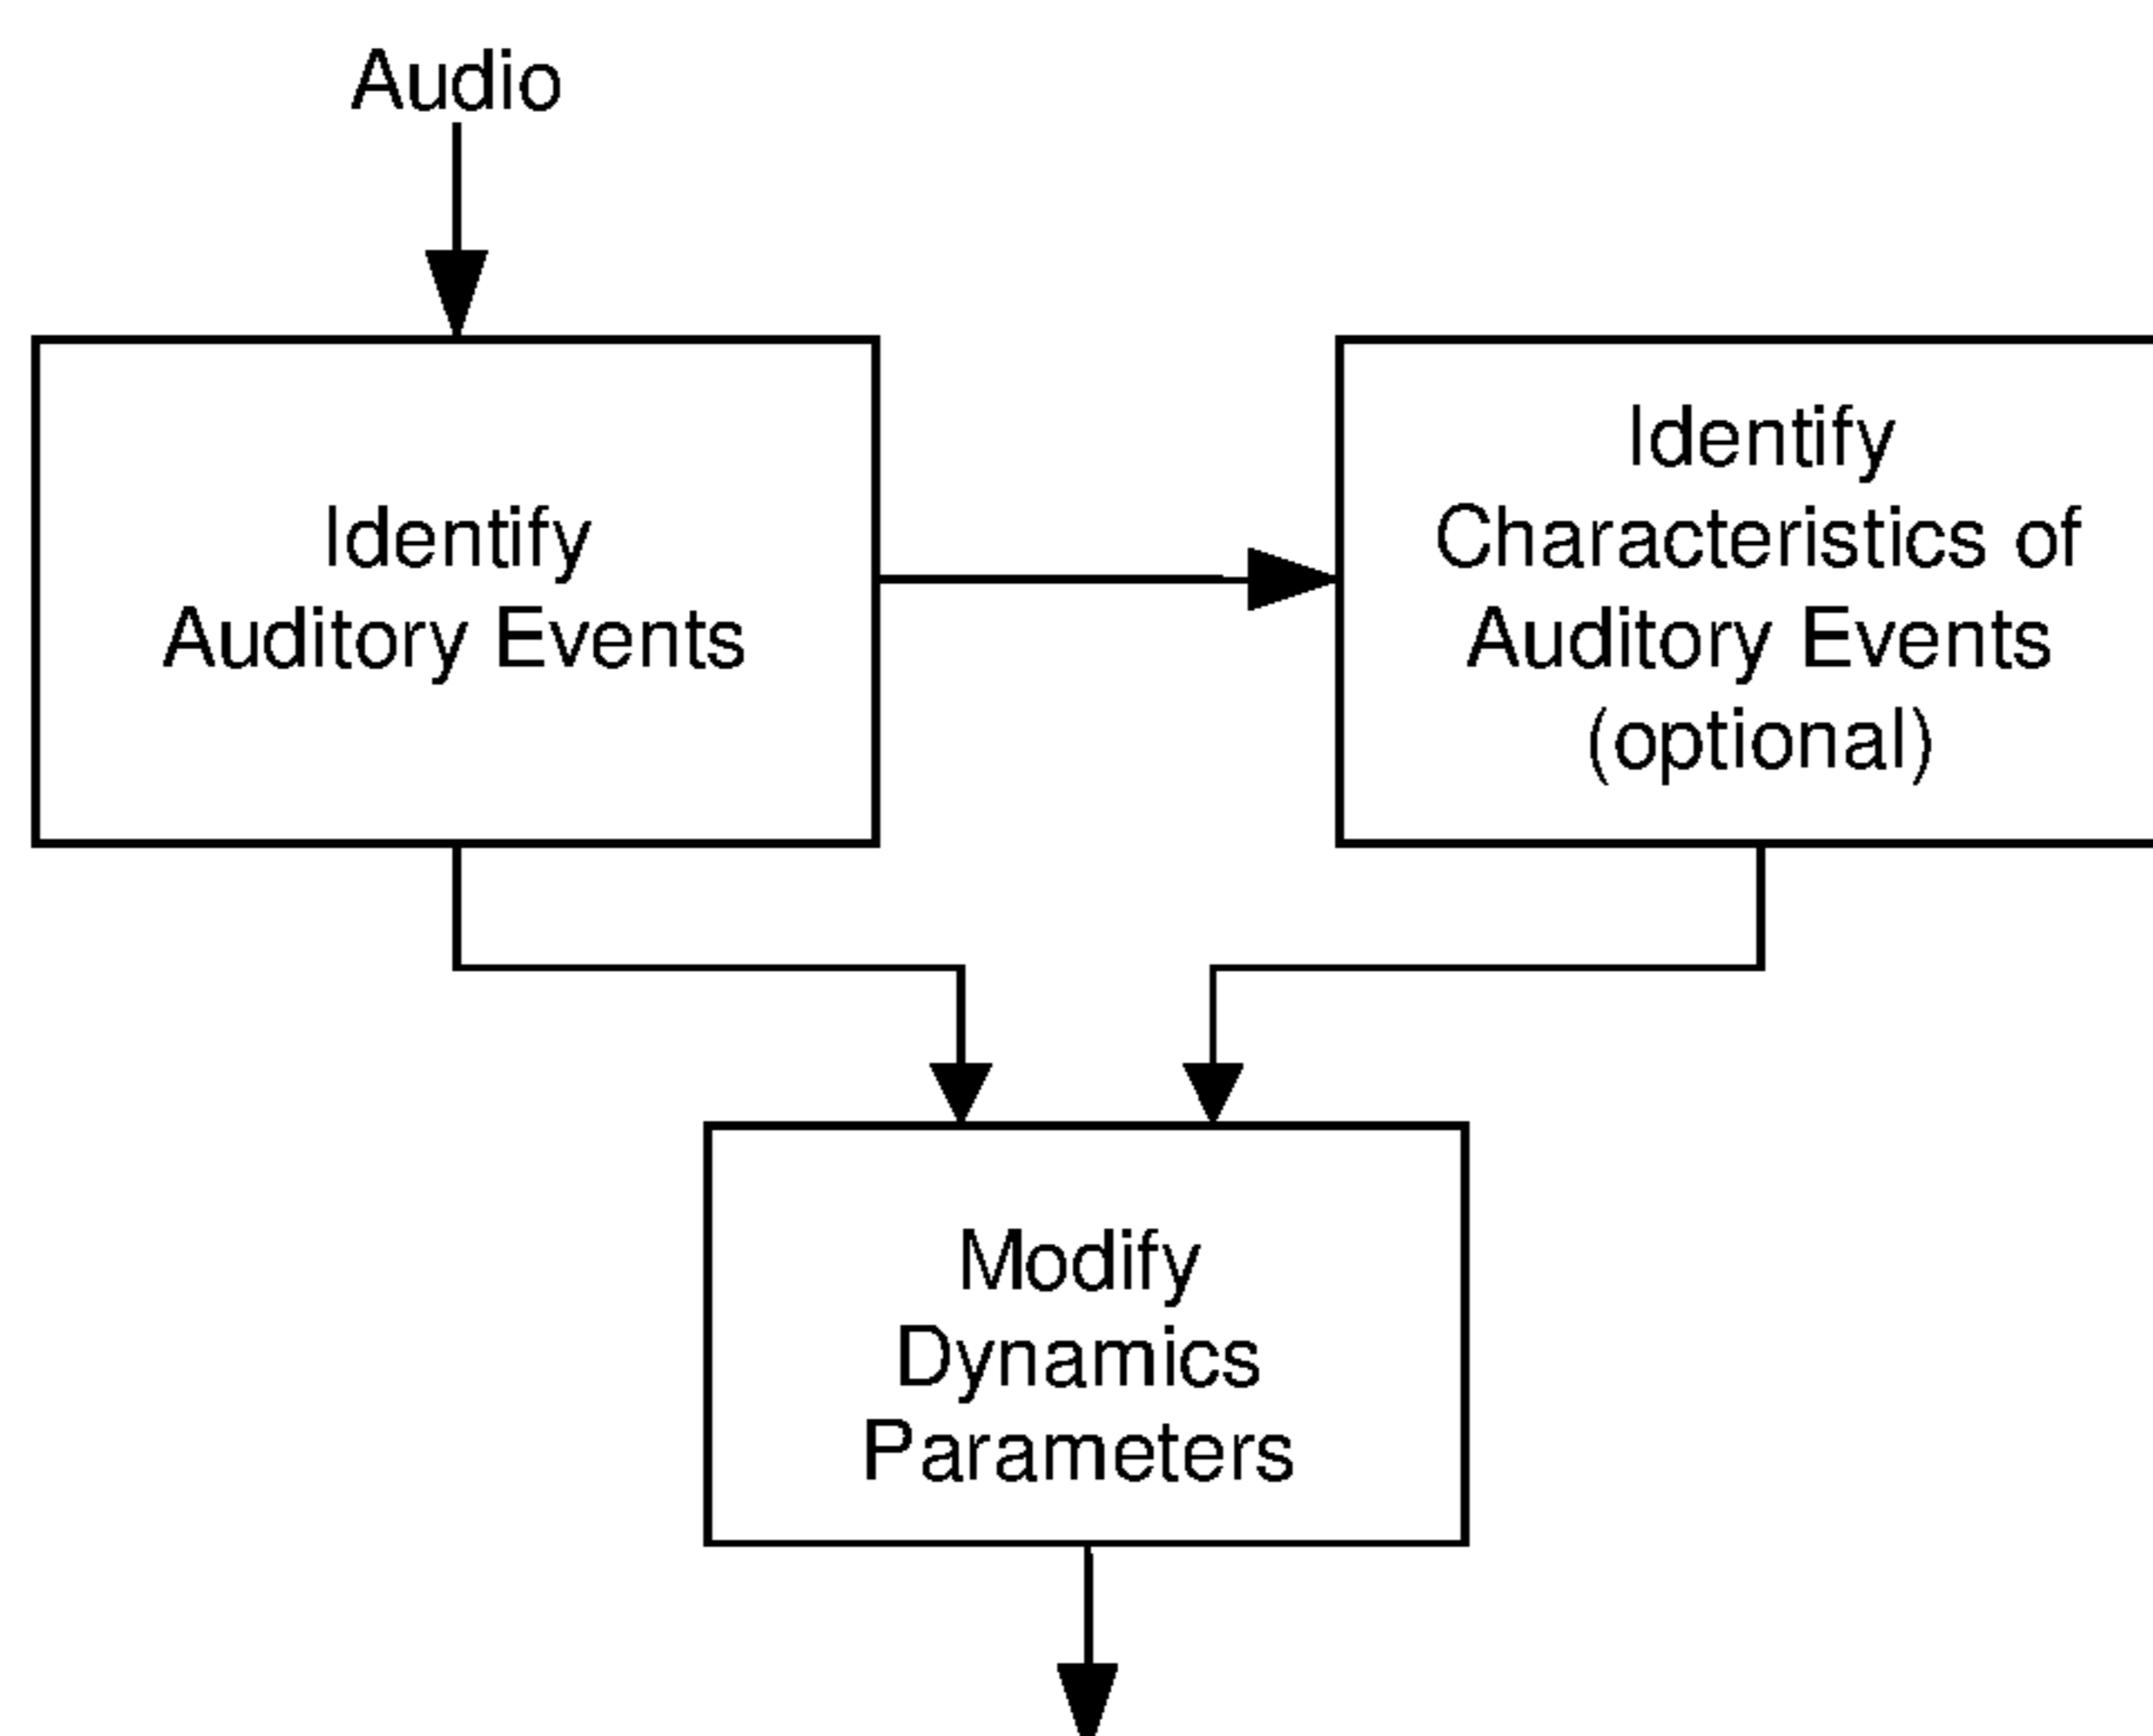 Audio
Identify
Auditory Events
Identify
Characteristics of
Auditory Events
(optional)
Modify
Dynamics
Parameters